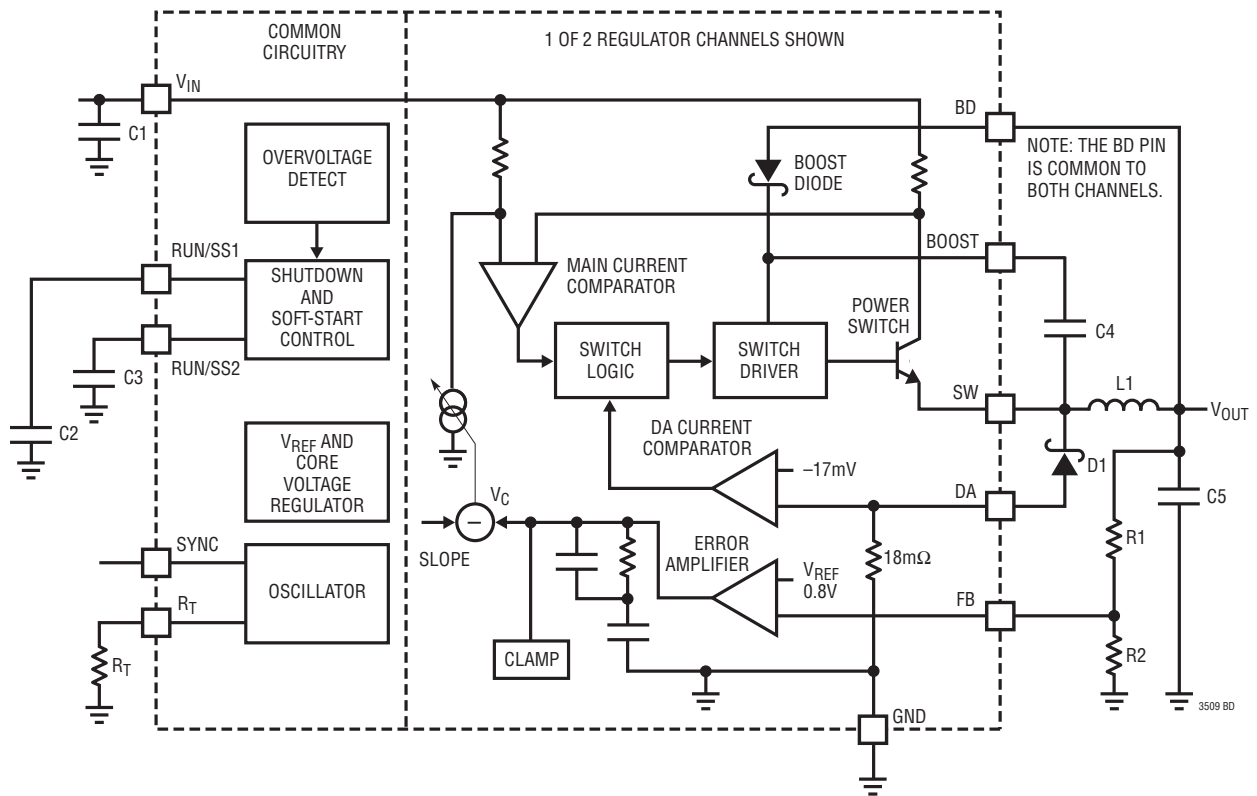 COMMON
CIRCUITRY
1 OF 2 REGULATOR CHANNELS SHOWN
VIN
C1
OVERVOLTAGE
DETECT
RUN/SS1
SHUTDOWN
AND
SOFT-START
CONTROL
RUN/SS2
C3
C2
VREF AND
CORE
VOLTAGE
REGULATOR
SYNC
OSCILLATOR
RT
RT
BD
NOTE: THE BD PIN
IS COMMON TO
BOTH CHANNELS.
BOOST
DIODE
BOOST
MAIN CURRENT
COMPARATOR
POWER
SWITCH
SWITCH
LOGIC
SWITCH
DRIVER
C4
SW
L1
VOUT
DA CURRENT
COMPARATOR
–17mV
D1
DA
C5
VC
–
SLOPE
ERROR
AMPLIFIER
18mΩ
R1
VREF
0.8V
FB
CLAMP
R2
GND
3509 BD